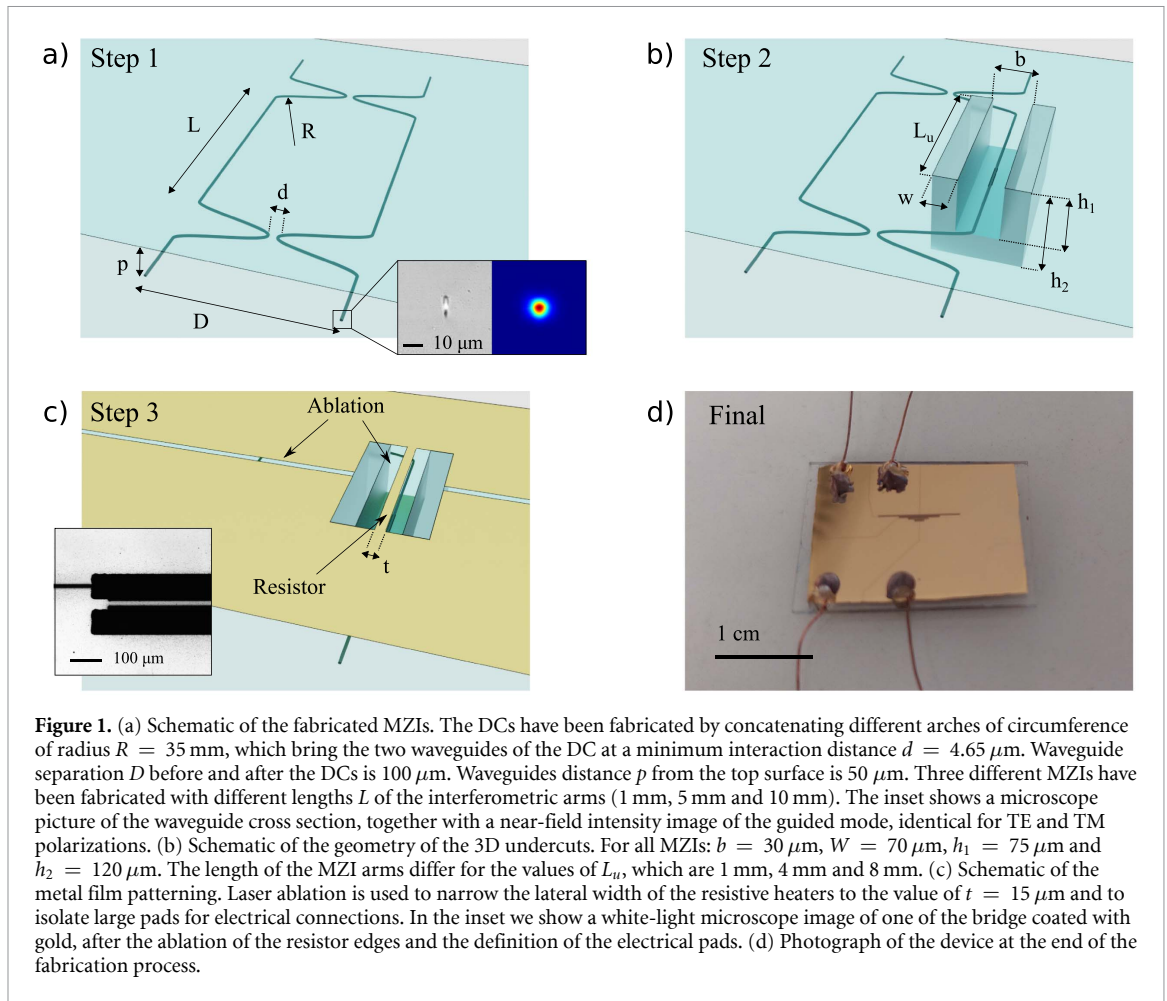 a) Step 1
L
R
d
p
D
10 µm
b) Step 2
b
Lu
w
h1
h2
c) Step 3
Ablation
Resistor
t
100 µm
d) Final
1 cm
Figure 1. (a) Schematic of the fabricated MZIs. The DCs have been fabricated by concatenating different arches of circumference
of radius R = 35 mm, which bring the two waveguides of the DC at a minimum interaction distance d = 4.65 µm. Waveguide
separation D before and after the DCs is 100 µm. Waveguides distance p from the top surface is 50 µm. Three different MZIs have
been fabricated with different lengths L of the interferometric arms (1 mm, 5 mm and 10 mm). The inset shows a microscope
picture of the waveguide cross section, together with a near-field intensity image of the guided mode, identical for TE and TM
polarizations. (b) Schematic of the geometry of the 3D undercuts. For all MZIs: b = 30 µm, W = 70 µm, h1 = 75 µm and
h2 = 120 µm. The length of the MZI arms differ for the values of Lu, which are 1 mm, 4 mm and 8 mm. (c) Schematic of the
metal film patterning. Laser ablation is used to narrow the lateral width of the resistive heaters to the value of t = 15 µm and to
isolate large pads for electrical connections. In the inset we show a white-light microscope image of one of the bridge coated with
gold, after the ablation of the resistor edges and the definition of the electrical pads. (d) Photograph of the device at the end of the
fabrication process.